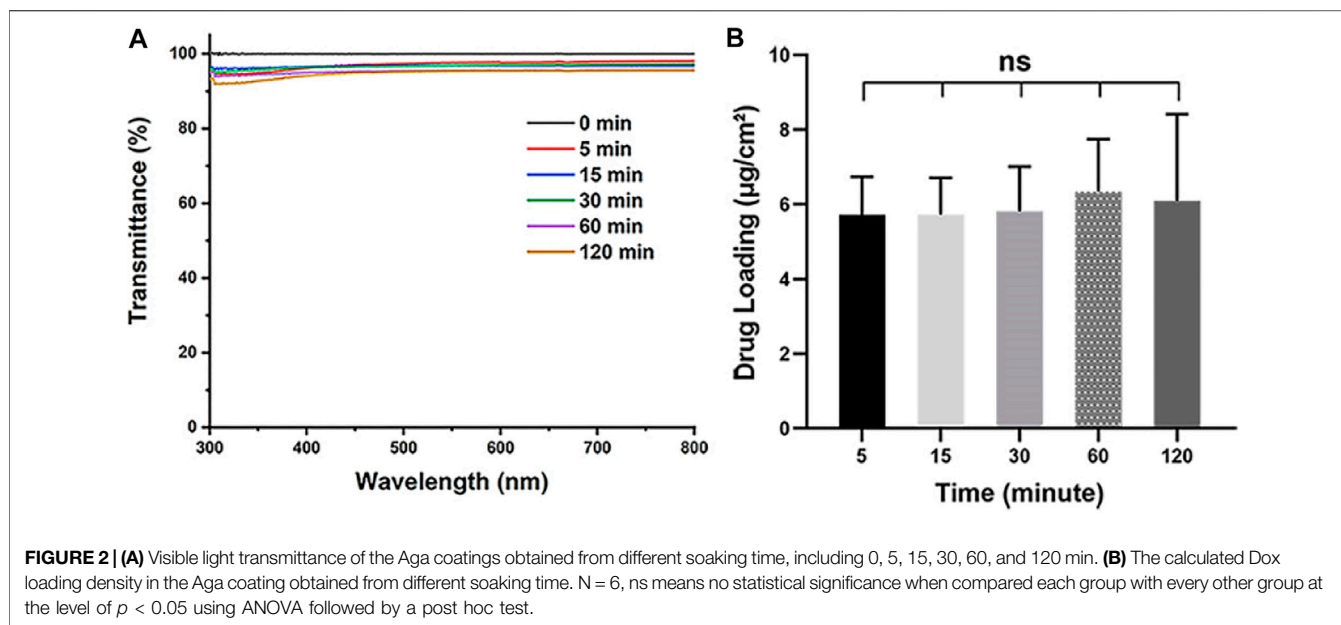 A
100
80
60
40
20
0
Transmittance (%)
0 min
5 min
15 min
30 min
60 min
120 min
300 400 500 600 700 800
Wavelength (nm)
B
10
8
6
4
2
0
Drug Loading (µg/cm²)
ns
5 15 30 60 120
Time (minute)
FIGURE 2 | (A) Visible light transmittance of the Aga coatings obtained from different soaking time, including 0, 5, 15, 30, 60, and 120 min. (B) The calculated Dox
loading density in the Aga coating obtained from different soaking time. N = 6, ns means no statistical significance when compared each group with every other group at
the level of p < 0.05 using ANOVA followed by a post hoc test.